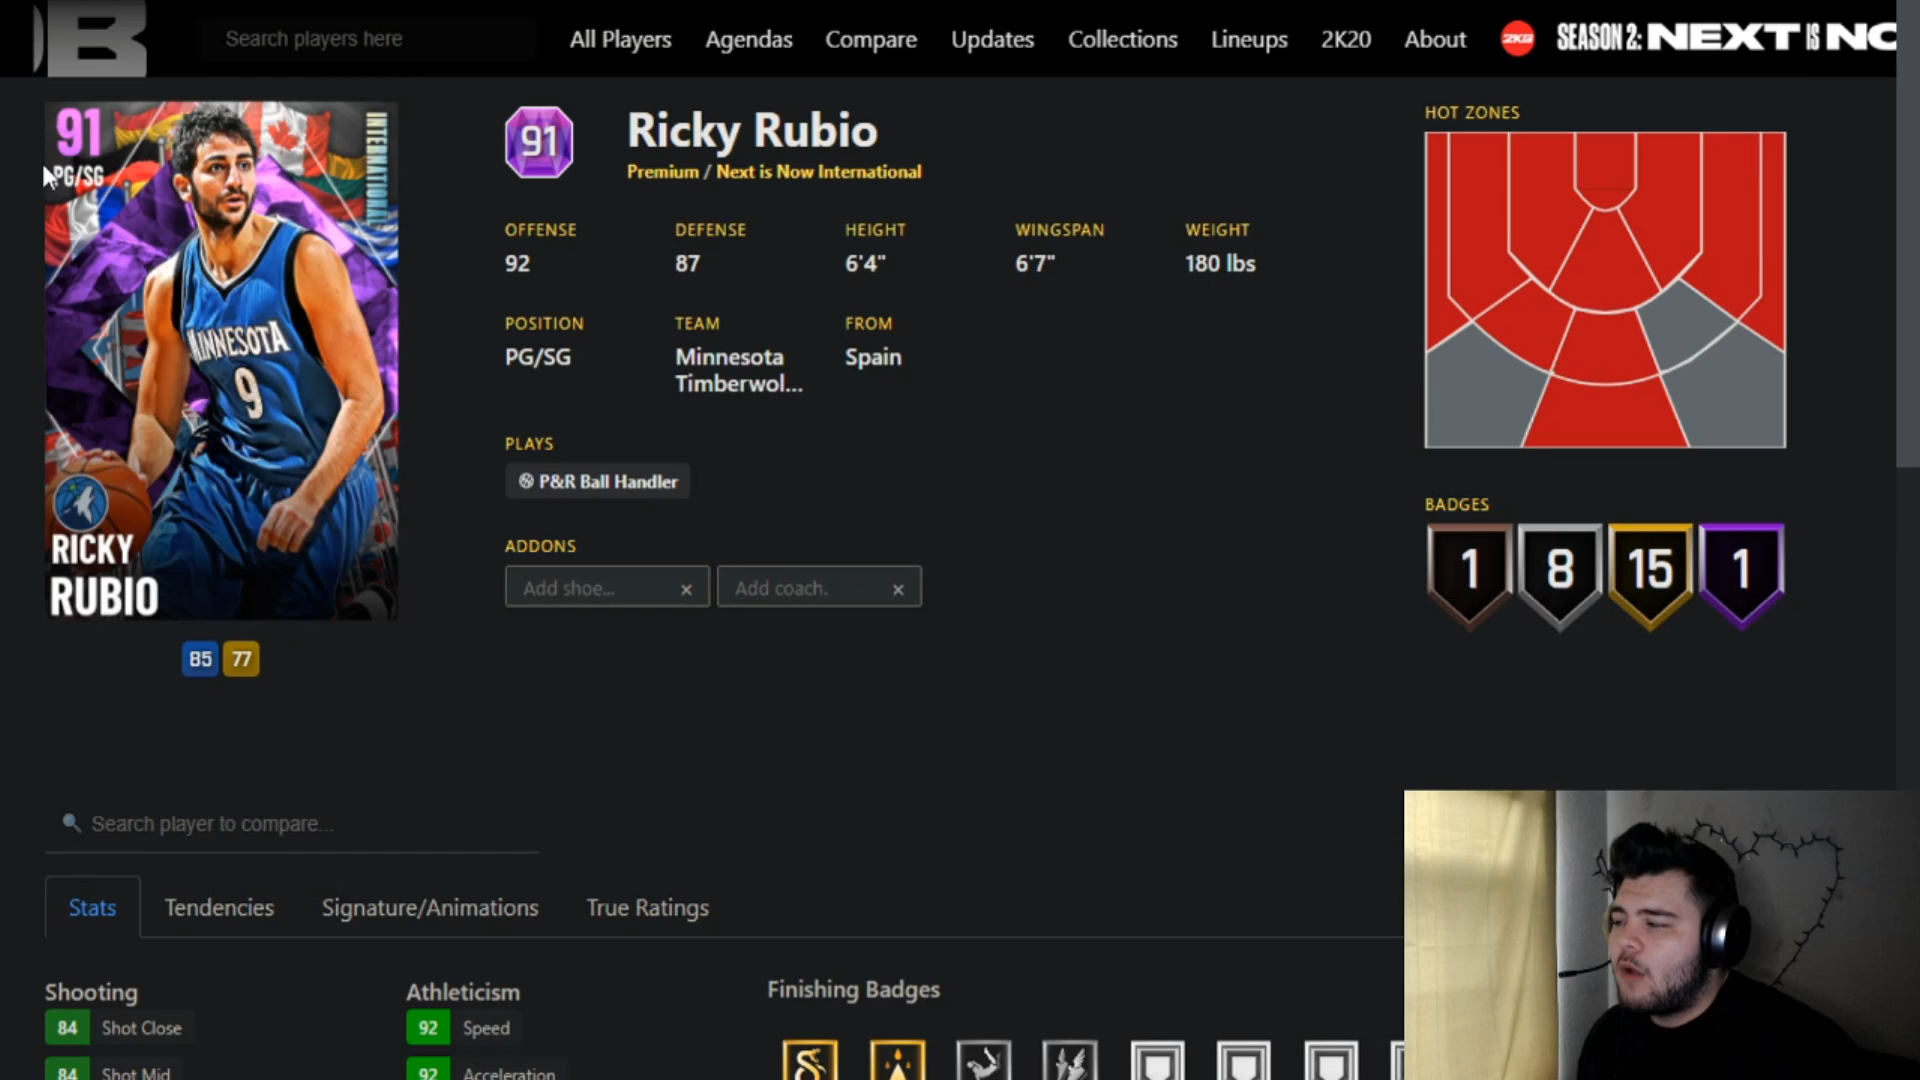 B
Search players here
All Players
Agendas
Compare
Updates
Collections
Lineups
2K20
About
SEASON 2: NEXT IS NO
91
PG/SG
INTERNATIONAL
MINNESOTA
9
RICKY
RUBIO
85 77
91
Ricky Rubio
Premium / Next is Now International
OFFENSE
92
DEFENSE
87
HEIGHT
6'4"
WINGSPAN
6'7"
WEIGHT
180 lbs
POSITION
PG/SG
TEAM
Minnesota
Timberwol...
FROM
Spain
PLAYS
P&R Ball Handler
ADDONS
Add shoe... ×
Add coach. ×
HOT ZONES
BADGES
1 8 15 1
Search player to compare...
Stats
Tendencies
Signature/Animations
True Ratings
Shooting
84 Shot Close
84 Shot Mid
Athleticism
92 Speed
92 Acceleration
Finishing Badges